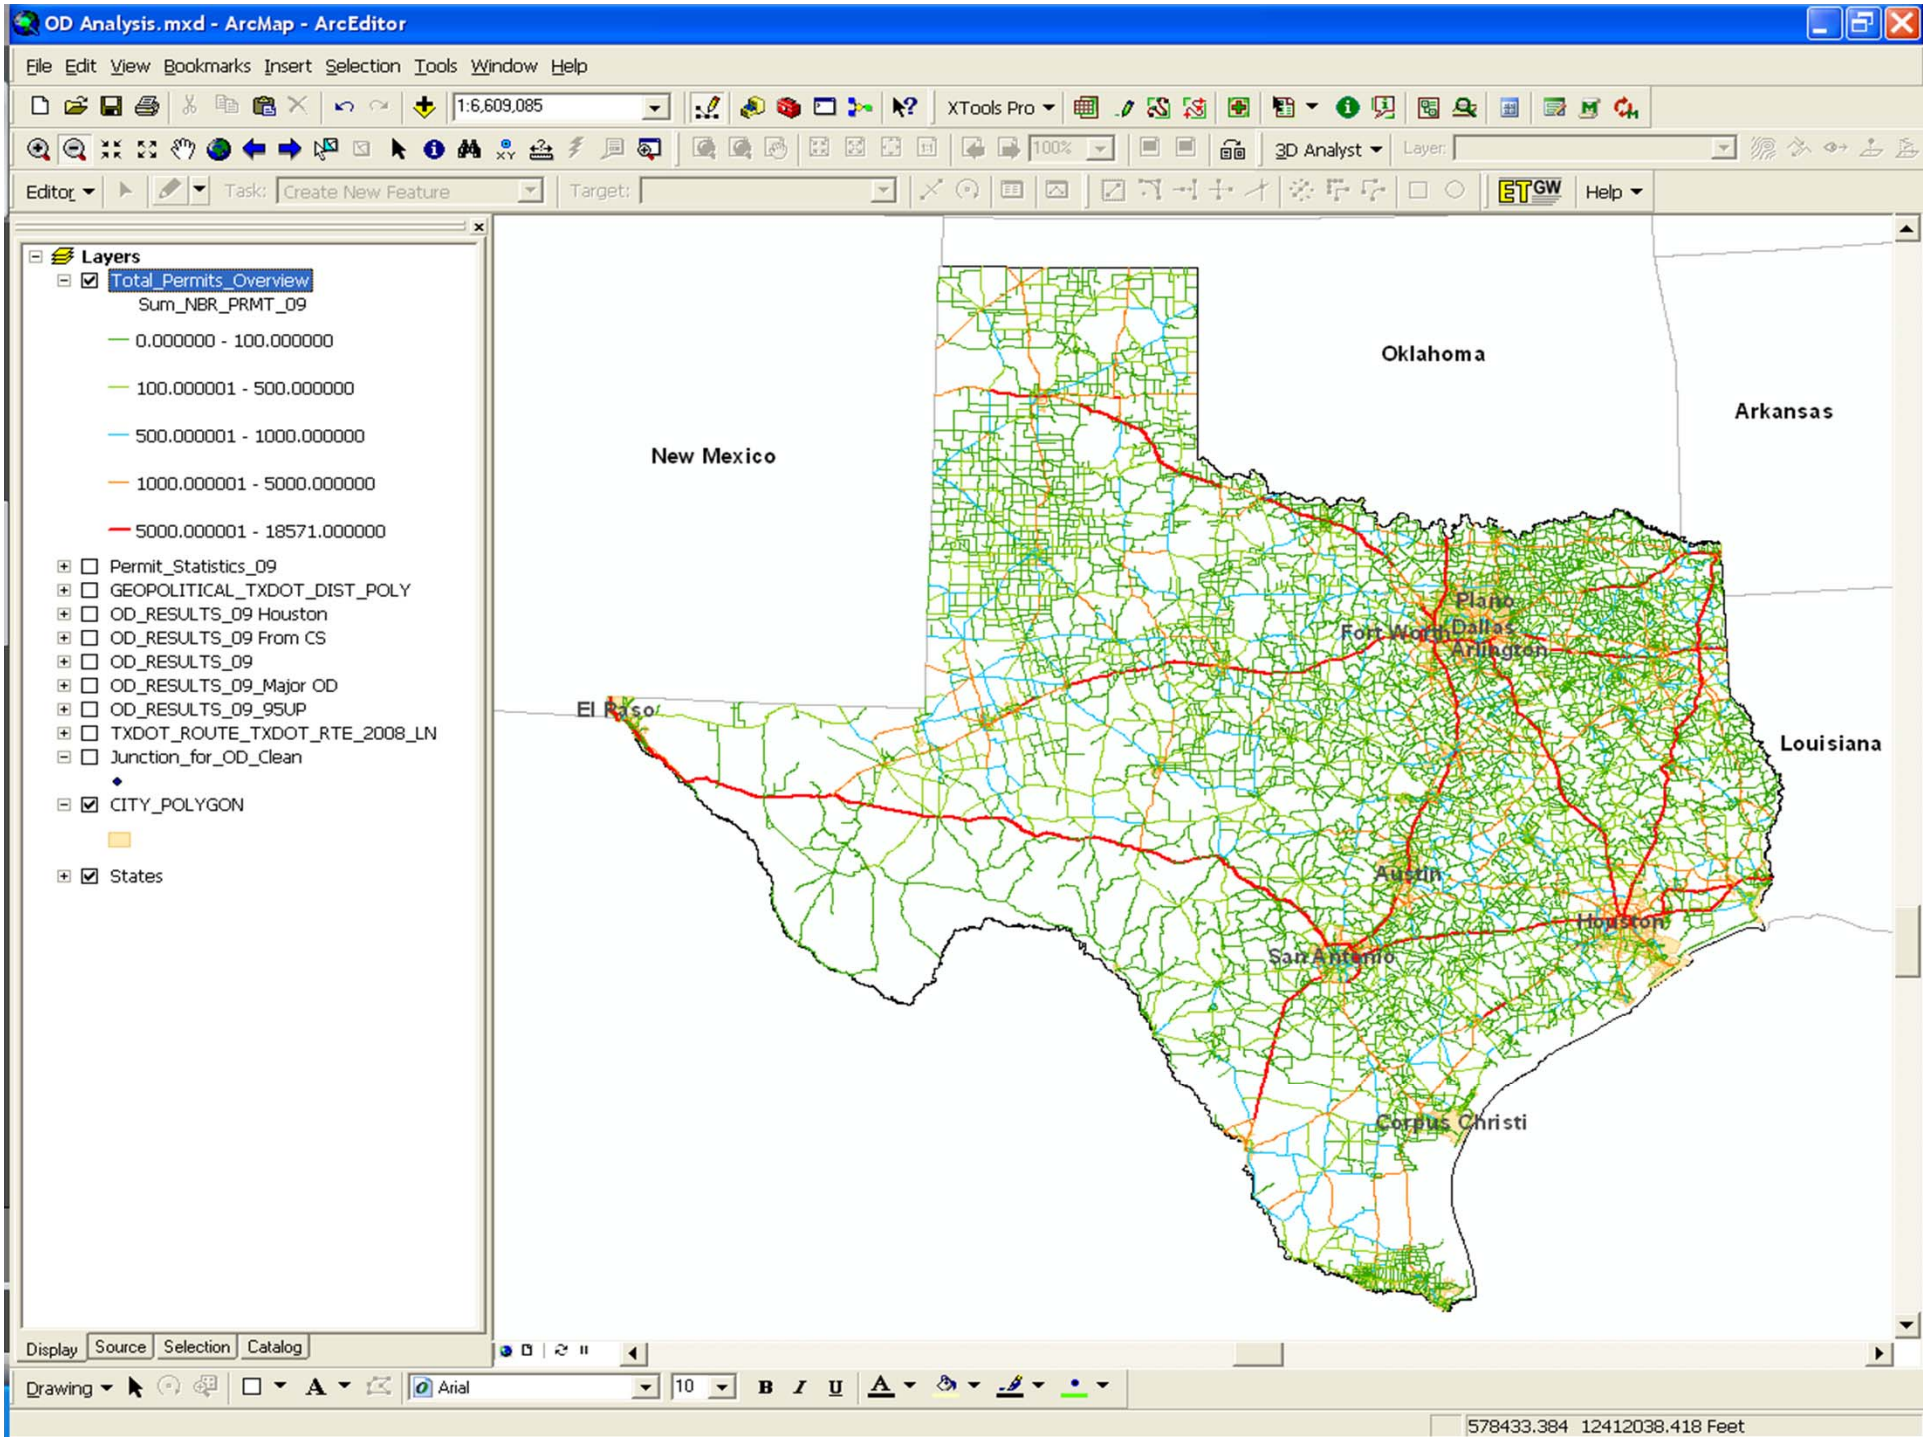 OD Analysis.mxd - ArcMap - ArcEditor
File Edit View Bookmarks Insert Selection Tools Window Help
1:6,609,085 XTools Pro
100% 3D Analyst Layer:
Editor Task: Create New Feature Target: ETGW Help
Layers
Total_Permits_Overview
Sum_NBR_PRMT_09
0.000000 - 100.000000
100.000001 - 500.000000
500.000001 - 1000.000000
1000.000001 - 5000.000000
5000.000001 - 18571.000000
Permit_Statistics_09
GEOPOLITICAL_TXDOT_DIST_POLY
OD_RESULTS_09 Houston
OD_RESULTS_09 From CS
OD_RESULTS_09
OD_RESULTS_09_Major OD
OD_RESULTS_09_95UP
TXDOT_ROUTE_TXDOT_RTE_2008_LN
Junction_for_OD_Clean
CITY_POLYGON
States
Oklahoma
Arkansas
New Mexico
Plano
Fort Worth Dallas
Arlington
El Paso
Louisiana
Austin
Houston
San Antonio
Corpus Christi
Display Source Selection Catalog
Drawing A Arial 10 B I U A
578433.384 12412038.418 Feet